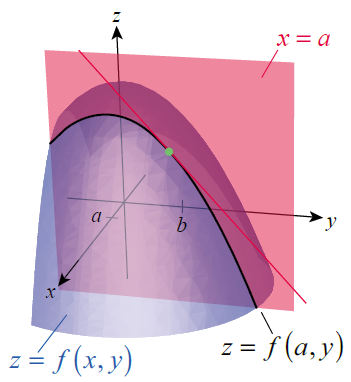 z
x = a
a
b
y
x
z = f(x, y)
z = f(a, y)